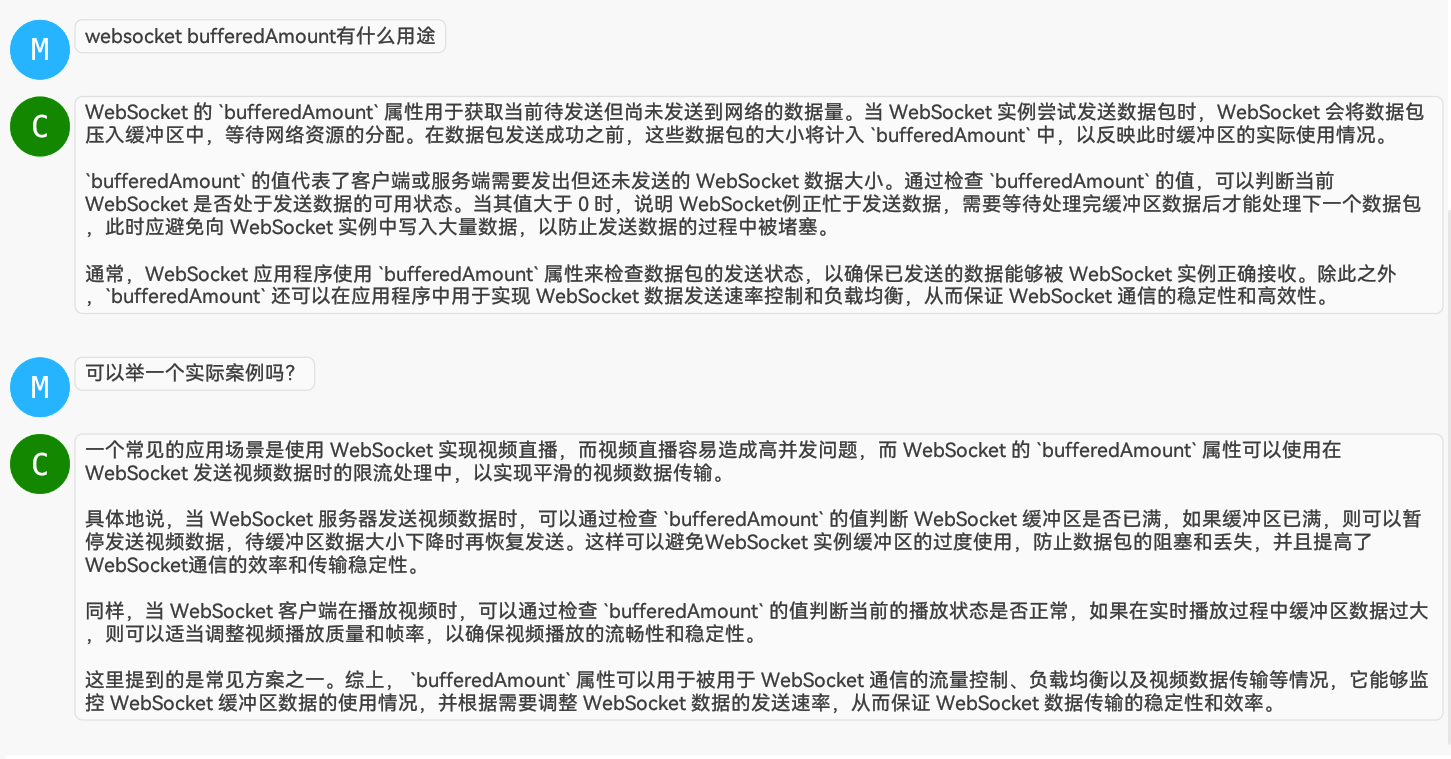 M
websocket bufferedAmount有什么用途
C
WebSocket 的 `bufferedAmount` 属性用于获取当前待发送但尚未发送到网络的数据量。当 WebSocket 实例尝试发送数据包时，WebSocket 会将数据包
压入缓冲区中，等待网络资源的分配。在数据包发送成功之前，这些数据包的大小将计入 `bufferedAmount` 中，以反映此时缓冲区的实际使用情况。
`bufferedAmount` 的值代表了客户端或服务端需要发出但还未发送的 WebSocket 数据大小。通过检查 `bufferedAmount` 的值，可以判断当前
WebSocket 是否处于发送数据的可用状态。当其值大于 0 时，说明 WebSocket例正忙于发送数据，需要等待处理完缓冲区数据后才能处理下一个数据包
，此时应避免向 WebSocket 实例中写入大量数据，以防止发送数据的过程中被堵塞。
通常，WebSocket 应用程序使用 `bufferedAmount` 属性来检查数据包的发送状态，以确保已发送的数据能够被 WebSocket 实例正确接收。除此之外
，`bufferedAmount` 还可以在应用程序中用于实现 WebSocket 数据发送速率控制和负载均衡，从而保证 WebSocket 通信的稳定性和高效性。
M
可以举一个实际案例吗？
C
一个常见的应用场景是使用 WebSocket 实现视频直播，而视频直播容易造成高并发问题，而 WebSocket 的 `bufferedAmount` 属性可以使用在
WebSocket 发送视频数据时的限流处理中，以实现平滑的视频数据传输。
具体地说，当 WebSocket 服务器发送视频数据时，可以通过检查 `bufferedAmount` 的值判断 WebSocket 缓冲区是否已满，如果缓冲区已满，则可以暂
停发送视频数据，待缓冲区数据大小下降时再恢复发送。这样可以避免WebSocket 实例缓冲区的过度使用，防止数据包的阻塞和丢失，并且提高了
WebSocket通信的效率和传输稳定性。
同样，当 WebSocket 客户端在播放视频时，可以通过检查 `bufferedAmount` 的值判断当前的播放状态是否正常，如果在实时播放过程中缓冲区数据过大
，则可以适当调整视频播放质量和帧率，以确保视频播放的流畅性和稳定性。
这里提到的是常见方案之一。综上， `bufferedAmount` 属性可以用于被用于 WebSocket 通信的流量控制、负载均衡以及视频数据传输等情况，它能够监
控 WebSocket 缓冲区数据的使用情况，并根据需要调整 WebSocket 数据的发送速率，从而保证 WebSocket 数据传输的稳定性和效率。